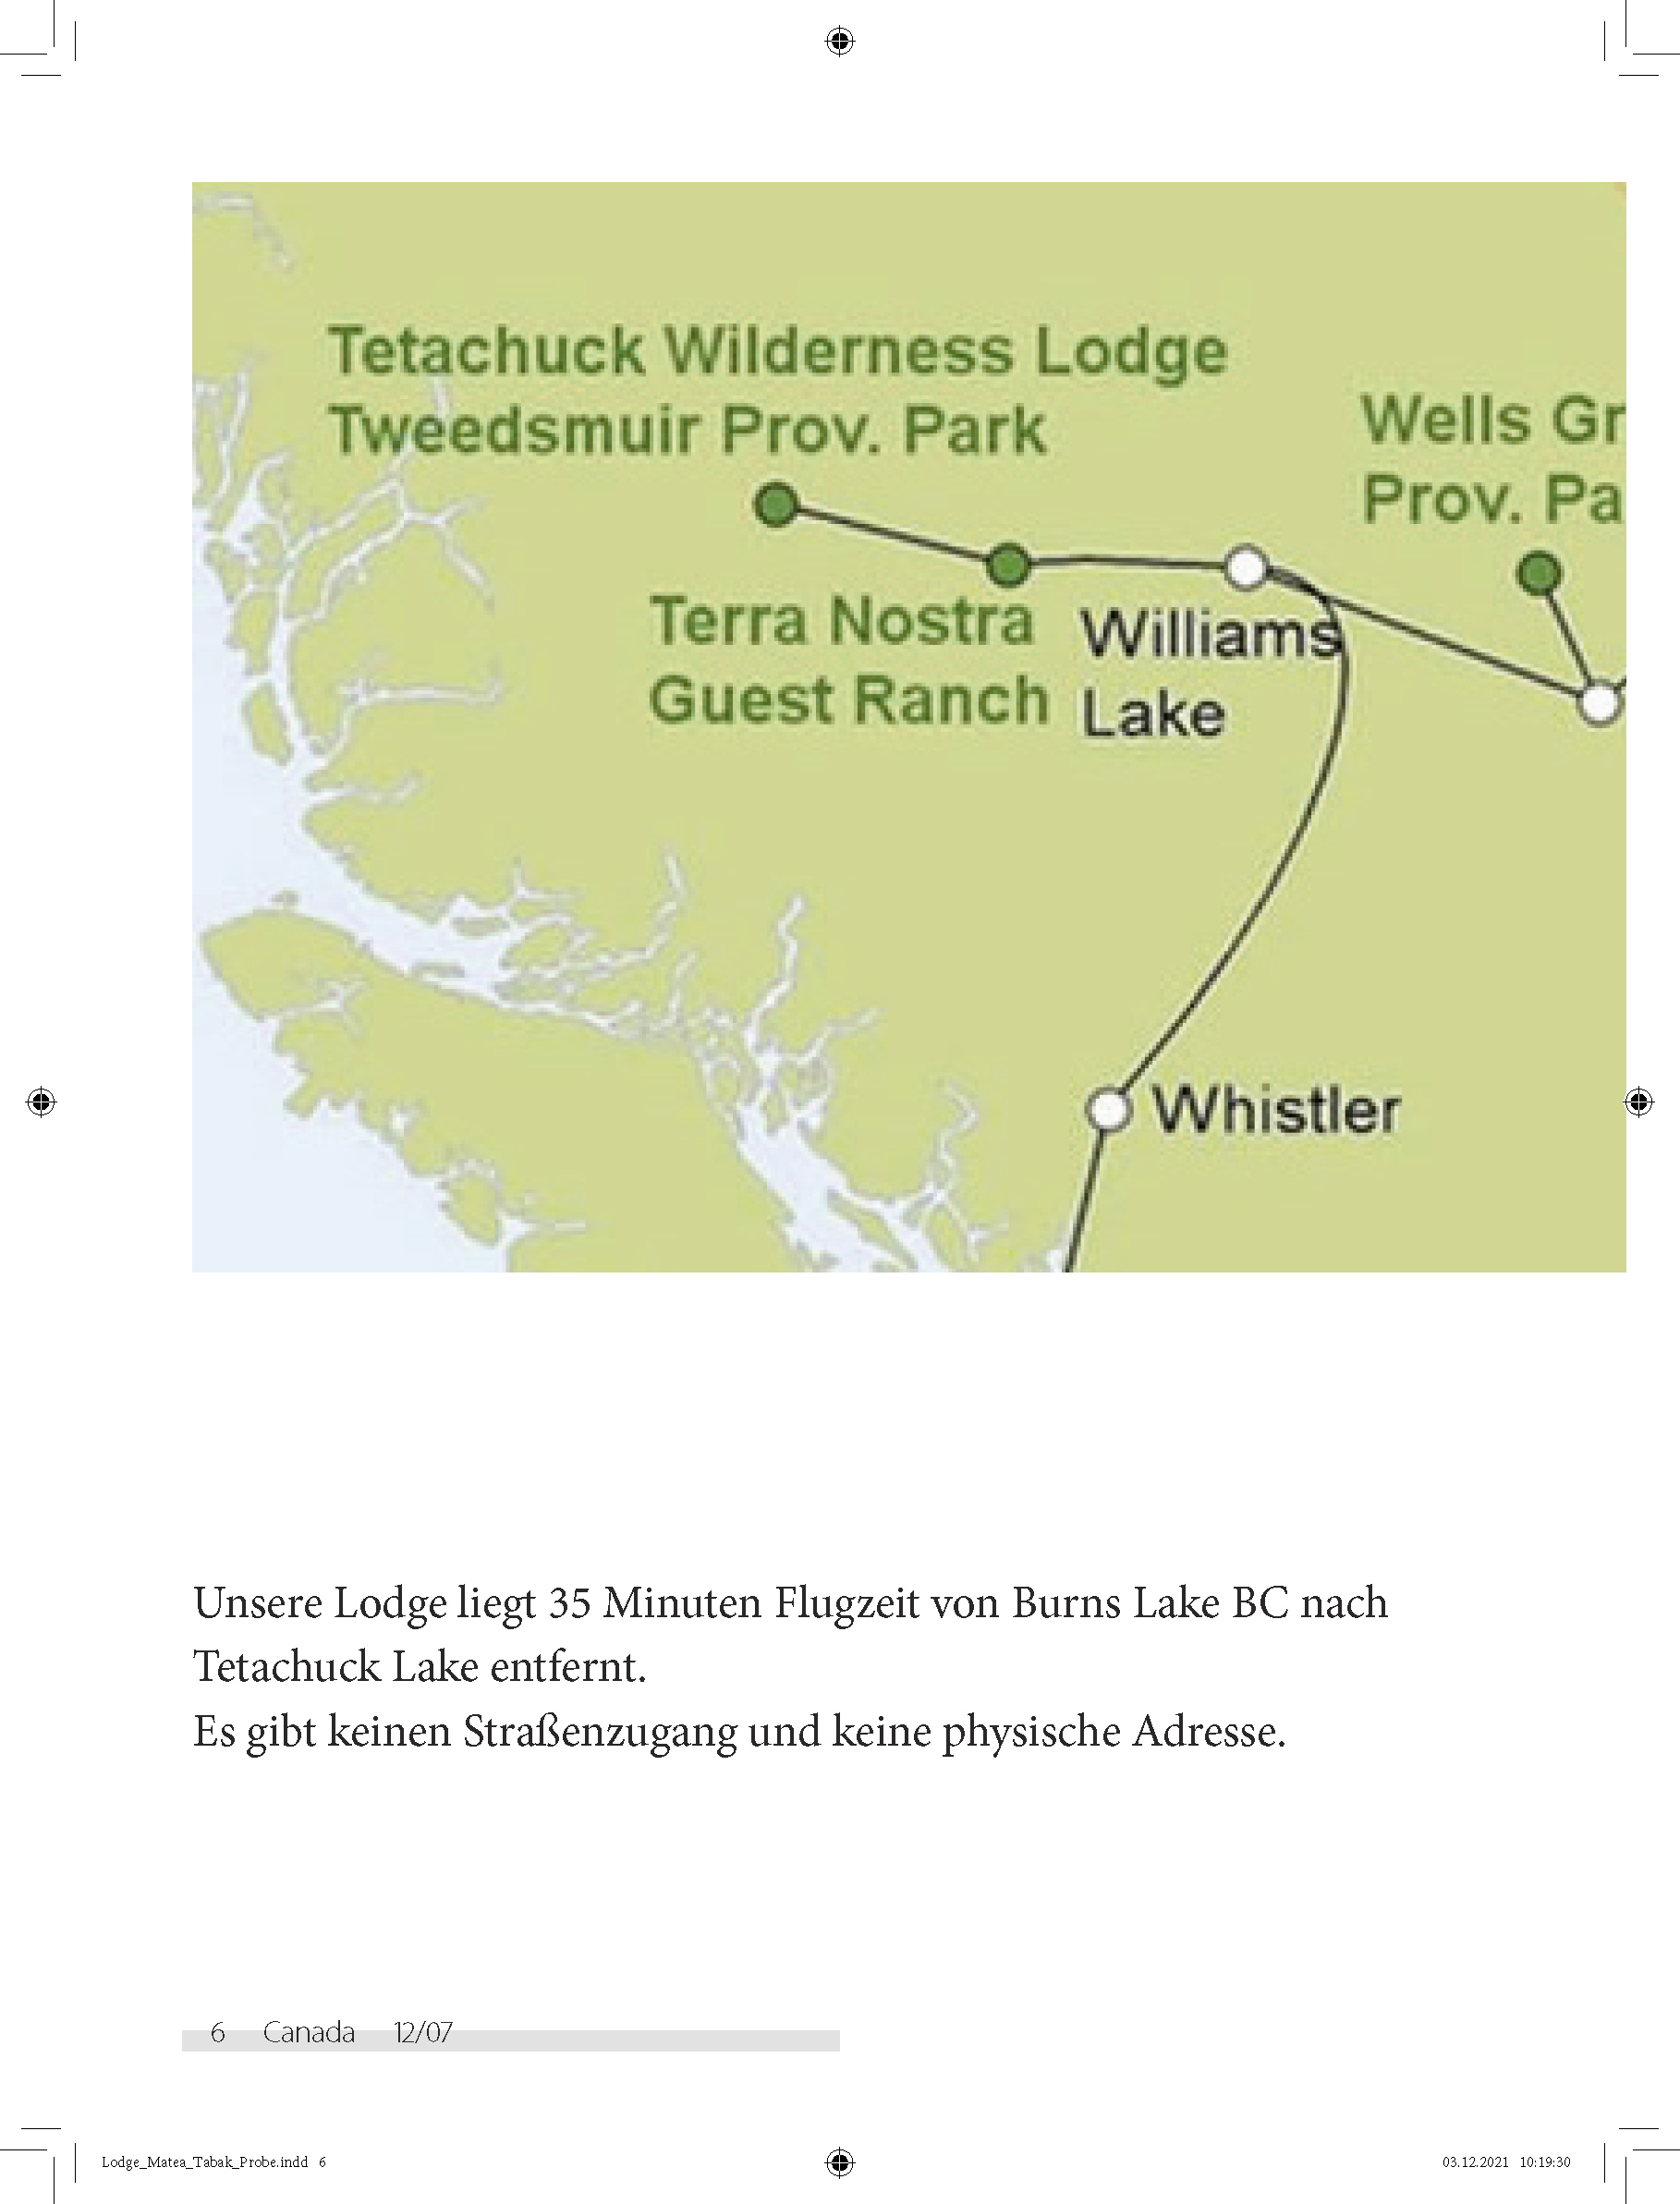 Tetachuck Wilderness Lodge
Tweedsmuir Prov. Park
Wells Gr
Prov. Pa
Terra Nostra
Guest Ranch
Williams
Lake
Whistler
Unsere Lodge liegt 35 Minuten Flugzeit von Burns Lake BC nach
Tetachuck Lake entfernt.
Es gibt keinen Straßenzugang und keine physische Adresse.
6 Canada 12/07
Lodge_Matea_Tabak_Probe.indd 6
03.12.2021 10:19:30